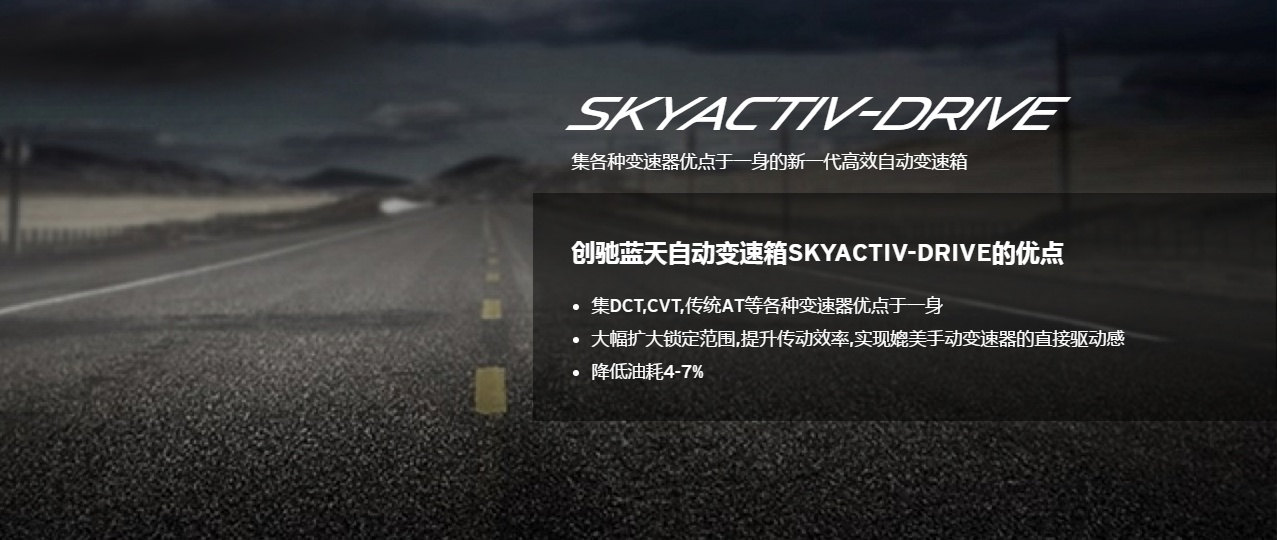 SKYACTIV-DRIVE
集各种变速器优点于一身的新一代高效自动变速箱
创驰蓝天自动变速箱SKYACTIV-DRIVE的优点
• 集DCT,CVT,传统AT等各种变速器优点于一身
• 大幅扩大锁定范围,提升传动效率,实现媲美手动变速器的直接驱动感
• 降低油耗4-7%